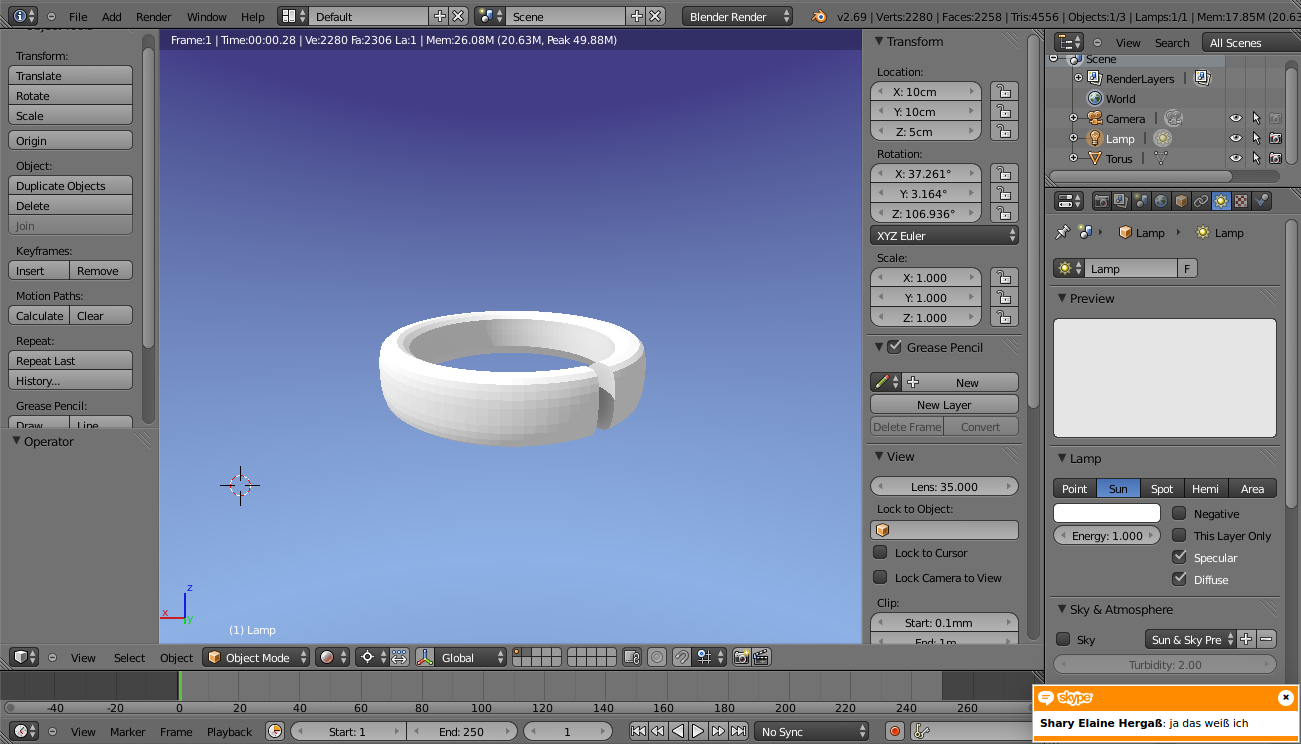 File Add Render Window Help Default Scene Blender Render v2.69 | Verts:2280 | Faces:2258 | Tris:4556 | Objects:1/3 | Lamps:1/1 | Mem:17.85M (20.63
Frame:1 | Time:00:00.28 | Ve:2280 Fa:2306 La:1 | Mem:26.08M (20.63M, Peak 49.88M)
Transform:
Translate
Rotate
Scale
Origin
Object:
Duplicate Objects
Delete
Join
Keyframes:
Insert Remove
Motion Paths:
Calculate Clear
Repeat:
Repeat Last
History...
Grease Pencil:
Draw Line
Operator
x z y
(1) Lamp
Transform
Location:
X: 10cm
Y: 10cm
Z: 5cm
Rotation:
X: 37.261°
Y: 3.164°
Z: 106.936°
XYZ Euler
Scale:
X: 1.000
Y: 1.000
Z: 1.000
Grease Pencil
New
New Layer
Delete Frame Convert
View
Lens: 35.000
Lock to Object:
Lock to Cursor
Lock Camera to View
Clip:
Start: 0.1mm
End: 1m
View Search All Scenes
Scene
RenderLayers |
World
Camera |
Lamp |
Torus |
Lamp Lamp
Lamp F
Preview
Lamp
Point Sun Spot Hemi Area
Negative
Energy: 1.000 This Layer Only
Specular
Diffuse
Sky & Atmosphere
Sky Sun & Sky Pre
Turbidity: 2.00
View Select Object Object Mode Global
-40 -20 0 20 40 60 80 100 120 140 160 180 200 220 240 260
View Marker Frame Playback Start: 1 End: 250 1 No Sync
skype
Shary Elaine Hergaß: ja das weiß ich